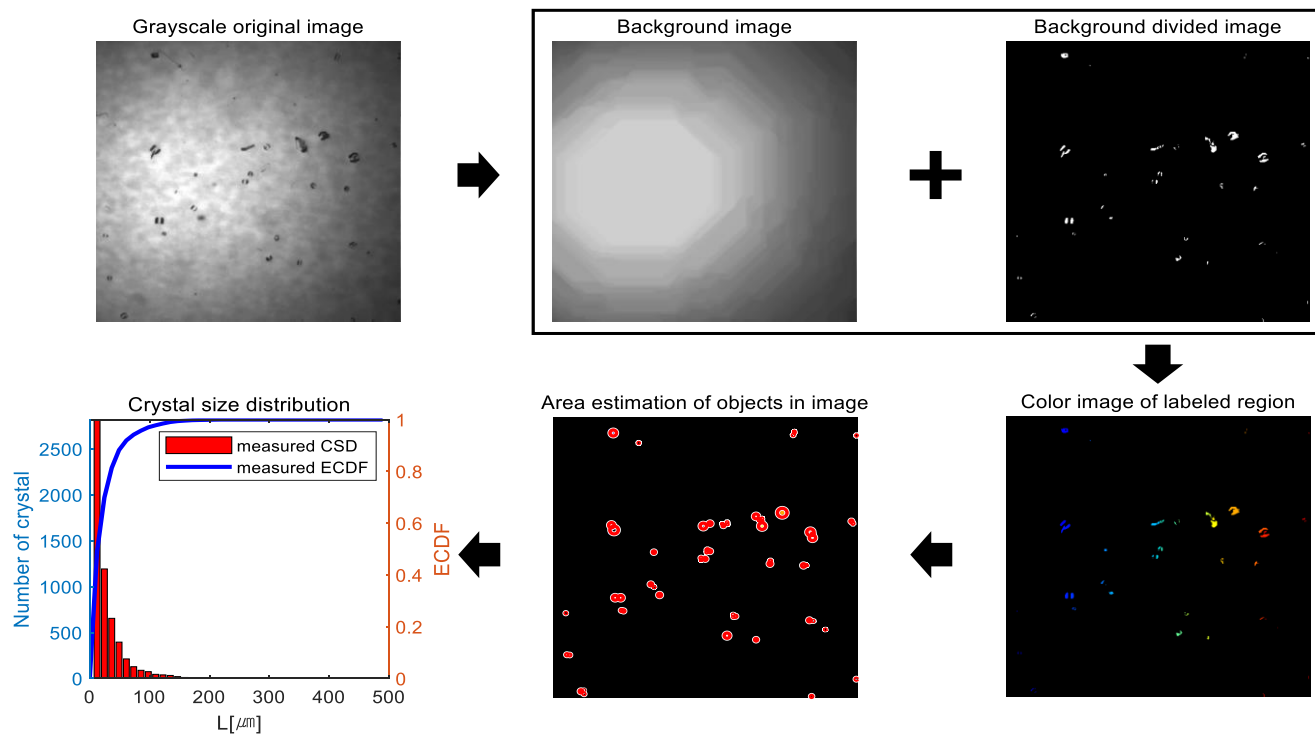 Grayscale original image
Background image
Background divided image
Crystal size distribution
Area estimation of objects in image
Color image of labeled region
measured CSD
measured ECDF
Number of crystal
2500
2000
1500
1000
500
0
1
0.8
0.6
0.4
0.2
0
ECDF
0 100 200 300 400 500
L[㎛]